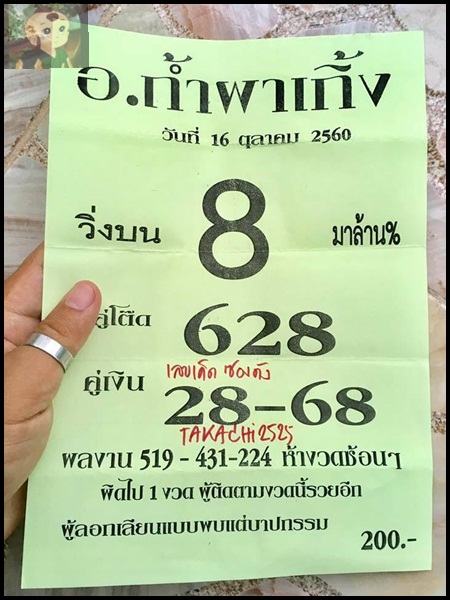 อ.ถ้ำผาเกิ้ง
วันที่ 16 ตุลาคม 2560
วิ่งบน 8 มาล้าน%
คู่โต๊ด 628
เลขเด็ด ซองดัง
คู่เงิน 28-68
TAKACHi2525
ผลงาน 519 - 431-224 ห้างวดซ้อนๆ
ผิดไป 1 งวด ผู้ติดตามงวดนี้รวยอีก
ผู้ลอกเลียนแบบพบแต่บาปกรรม
200.-